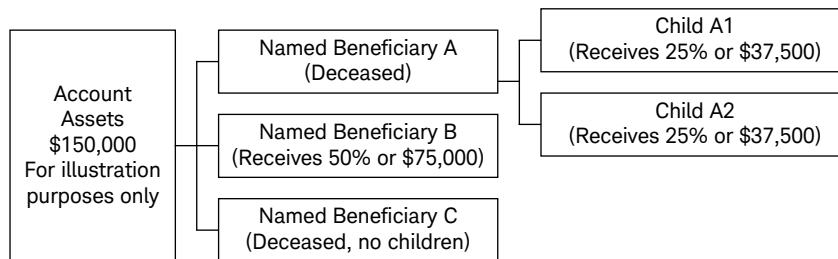 Account
Assets
$150,000
For illustration
purposes only
Named Beneficiary A
(Deceased)
Named Beneficiary B
(Receives 50% or $75,000)
Named Beneficiary C
(Deceased, no children)
Child A1
(Receives 25% or $37,500)
Child A2
(Receives 25% or $37,500)